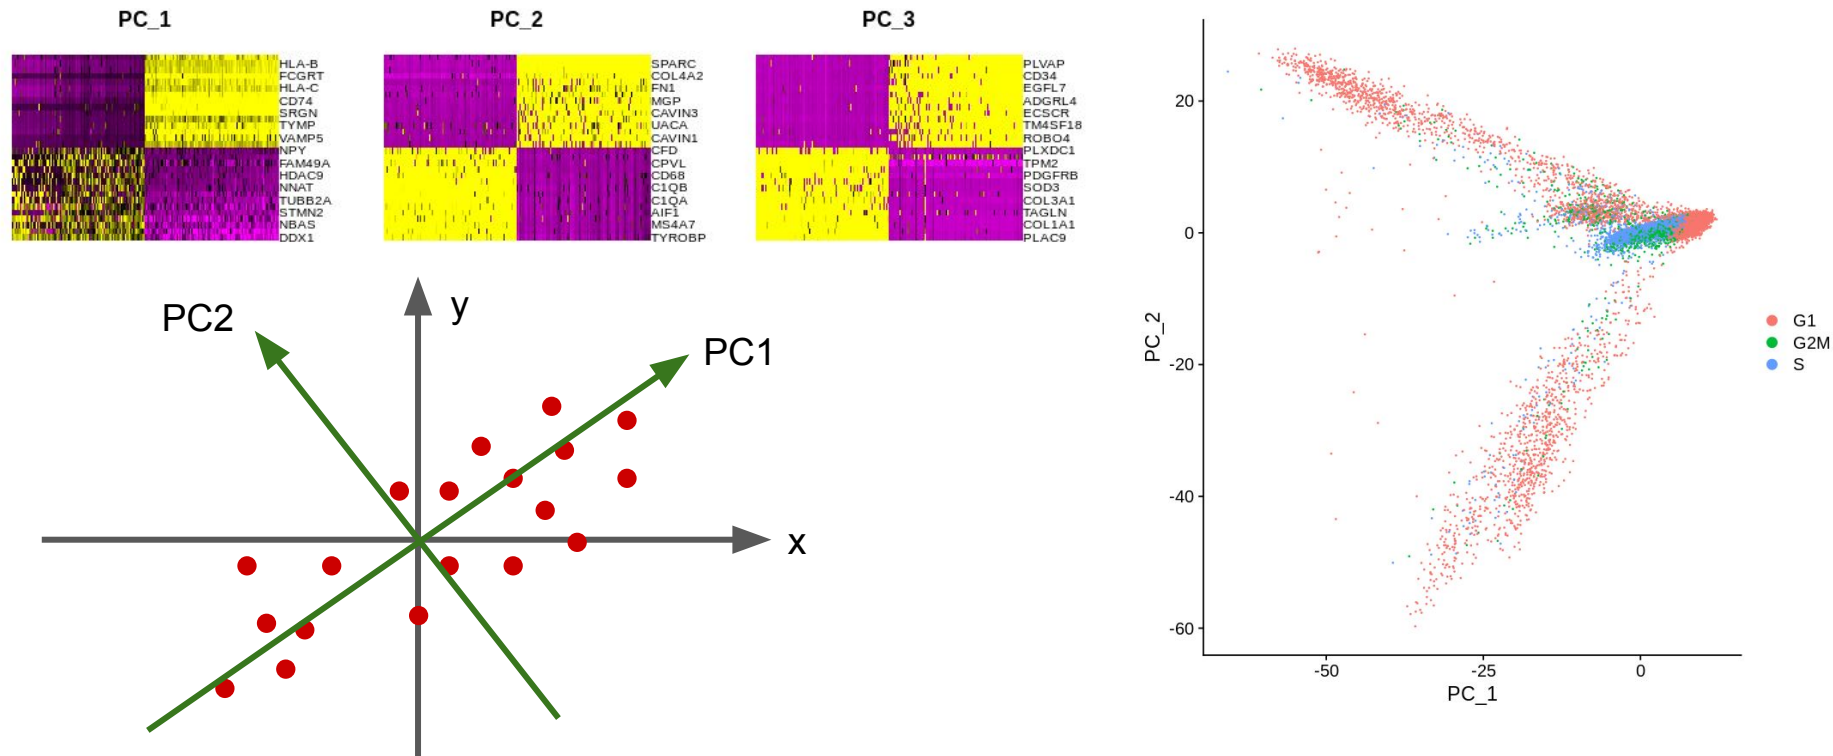 PC_1
HLA-B
FCGRT
HLA-C
CD74
SRGN
TYMP
VAMP5
NPY
FAM49A
HDAC9
NNAT
TUBB2A
STMN2
NBAS
DDX1
PC_2
SPARC
COL4A2
FN1
MGP
CAVIN3
UACA
CAVIN1
CFD
CPVL
CD68
C1QB
C1QA
AIF1
MS4A7
TYROBP
PC_3
PLVAP
CD34
EGFL7
ADGRL4
ECSCR
TM4SF18
ROBO4
PLXDC1
TPM2
PDGFRB
SOD3
COL3A1
TAGLN
COL1A1
PLAC9
PC2
y
PC1
x
PC_2
20
0
-20
-40
-60
-50
-25
0
PC_1
G1
G2M
S